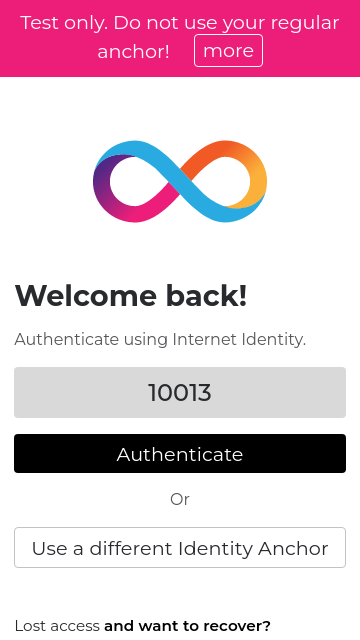 Test only. Do not use your regular
anchor! more
Welcome back!
Authenticate using Internet Identity.
10013
Authenticate
Or
Use a different Identity Anchor
Lost access and want to recover?